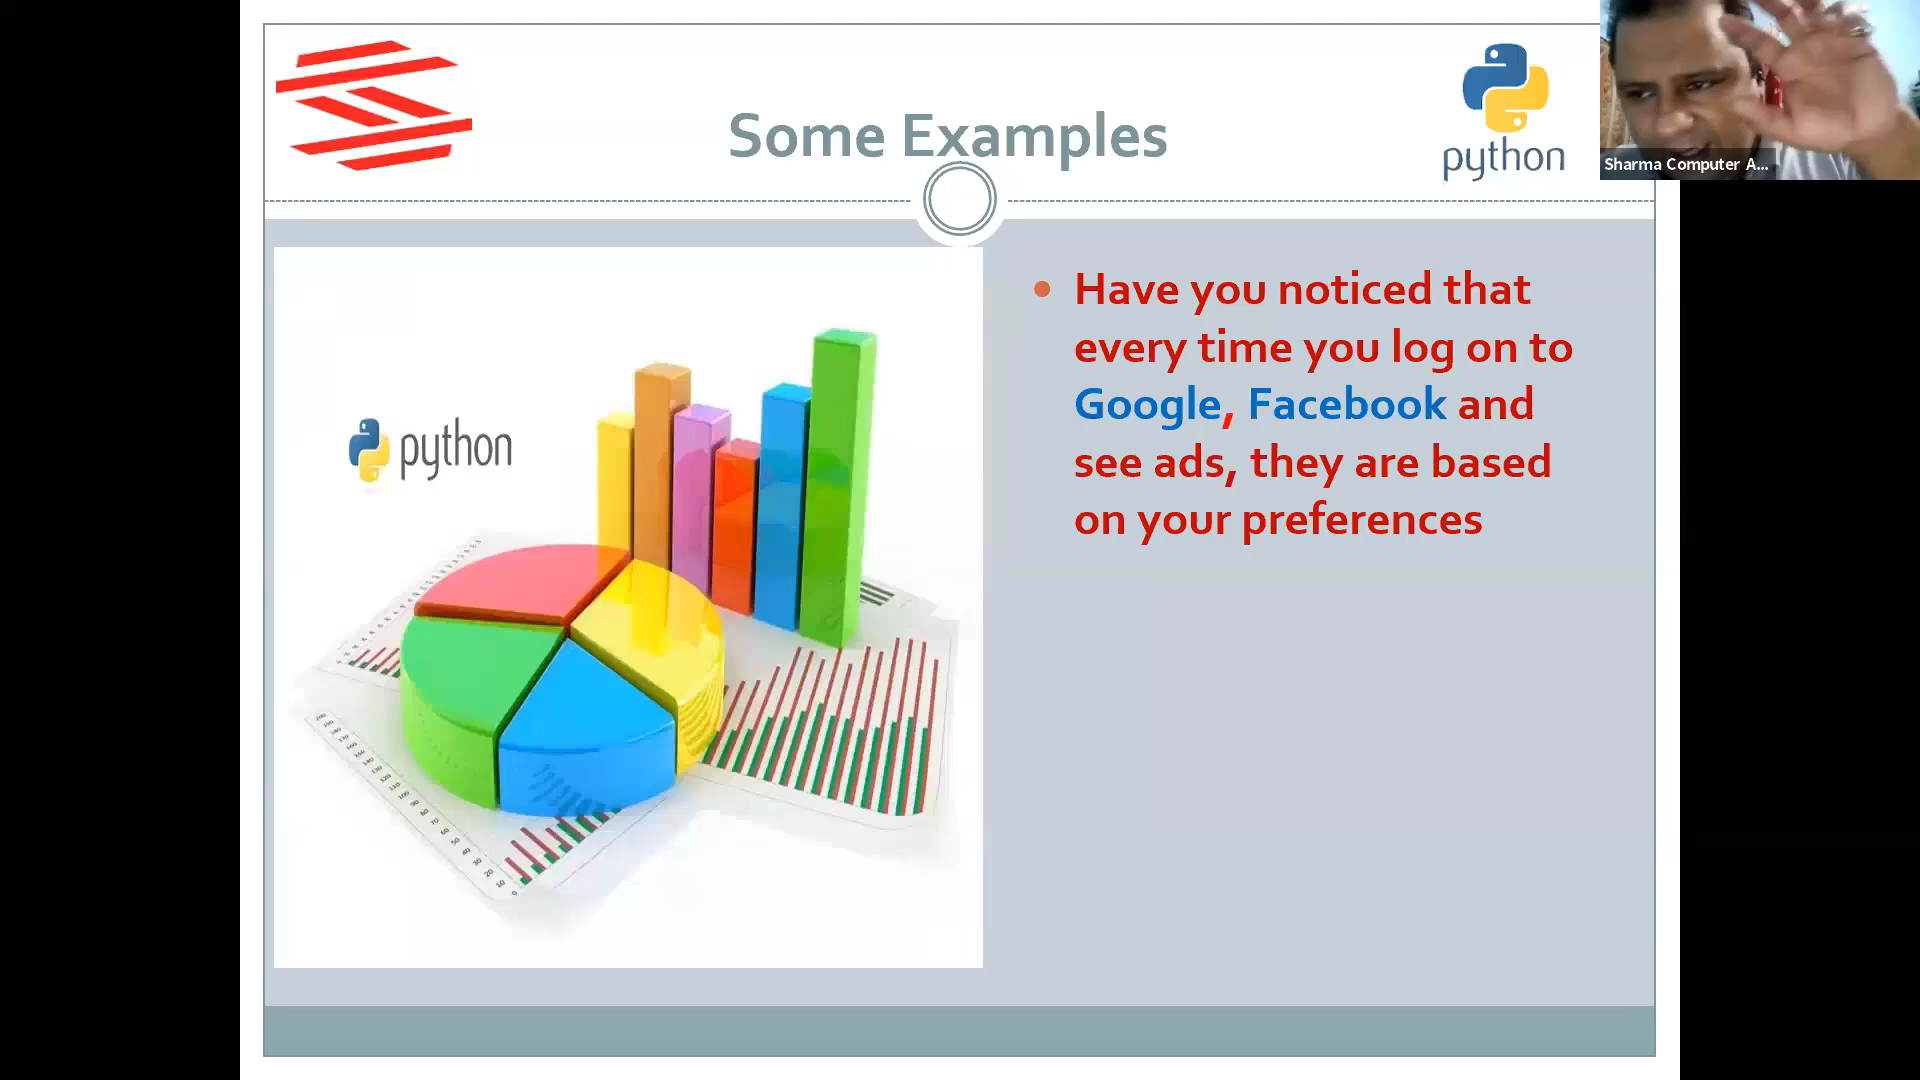 Some Examples
python
Sharma Computer A...
python
• Have you noticed that
every time you log on to
Google, Facebook and
see ads, they are based
on your preferences